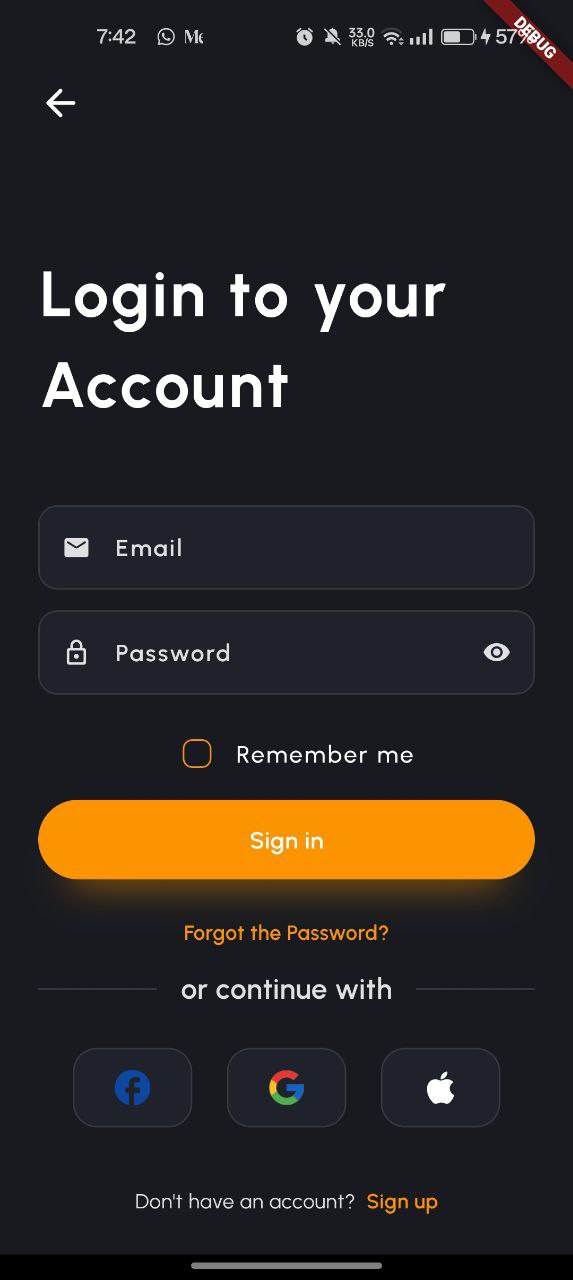 7:42
33.0
KB/S
57%
DEBUG
Login to your
Account
Email
Password
Remember me
Sign in
Forgot the Password?
or continue with
Don't have an account? Sign up